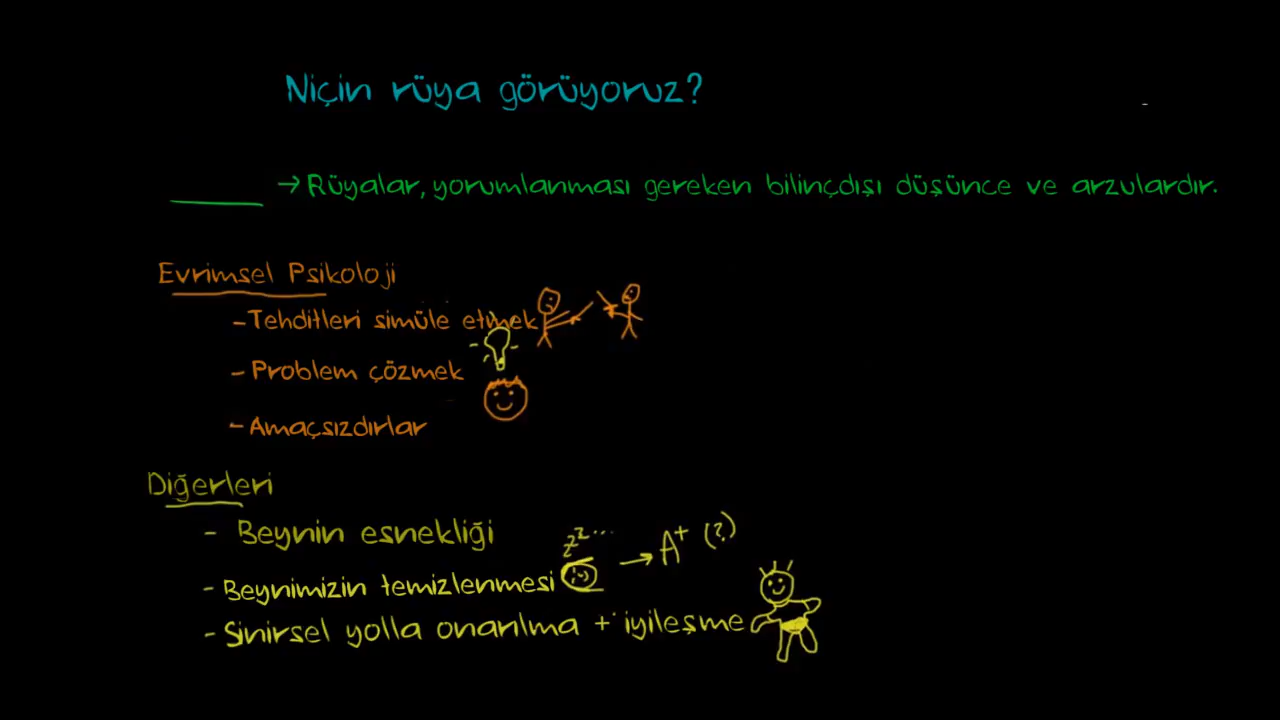 Niçin rüya görüyoruz?
→ Rüyalar, yorumlanması gereken bilinçdışı düşünce ve arzulardır.
Evrimsel Psikoloji
- Tehditleri simüle etmek
- Problem çözmek
- Amaçsızdırlar
Diğerleri
- Beynin esnekliği
zz... → A+ (?)
- Beynimizin temizlenmesi
- Sinirsel yolla onarılma + iyileşme